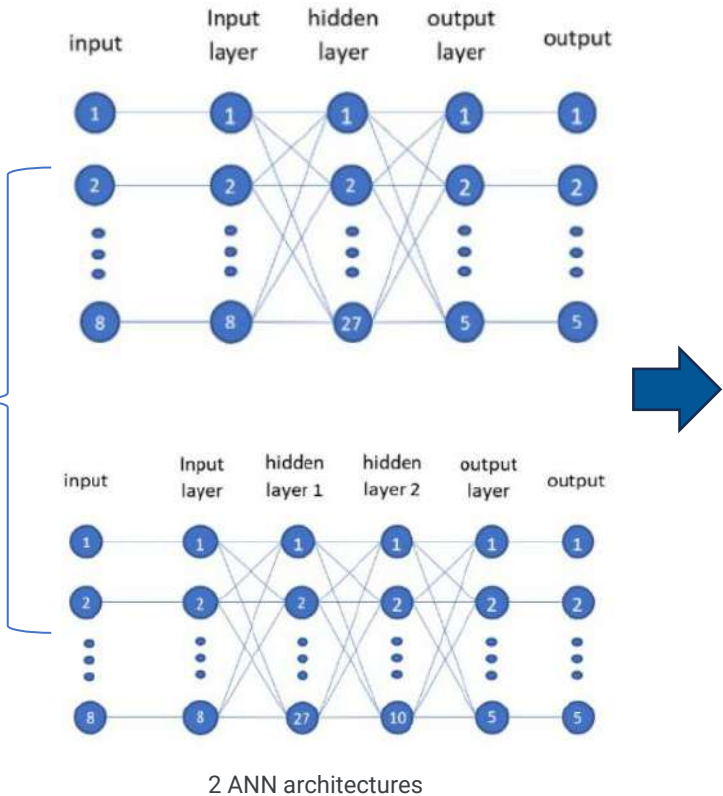 input Input layer hidden layer output layer output
1 1 1 1 1
2 2 2 2 2
8 8 27 5 5
input Input layer hidden layer 1 hidden layer 2 output layer output
1 1 1 1 1 1
2 2 2 2 2 2
8 8 27 10 5 5
2 ANN architectures